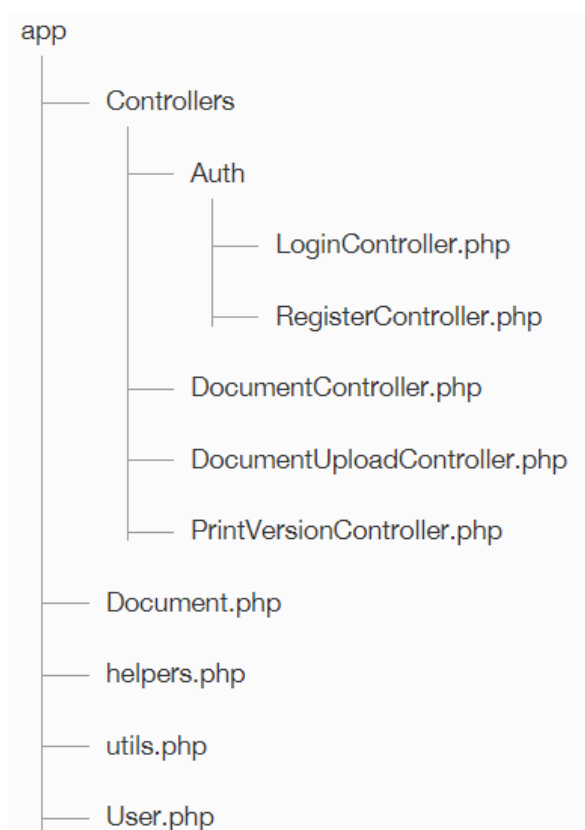 app
Controllers
Auth
LoginController.php
RegisterController.php
DocumentController.php
DocumentUploadController.php
PrintVersionController.php
Document.php
helpers.php
utils.php
User.php